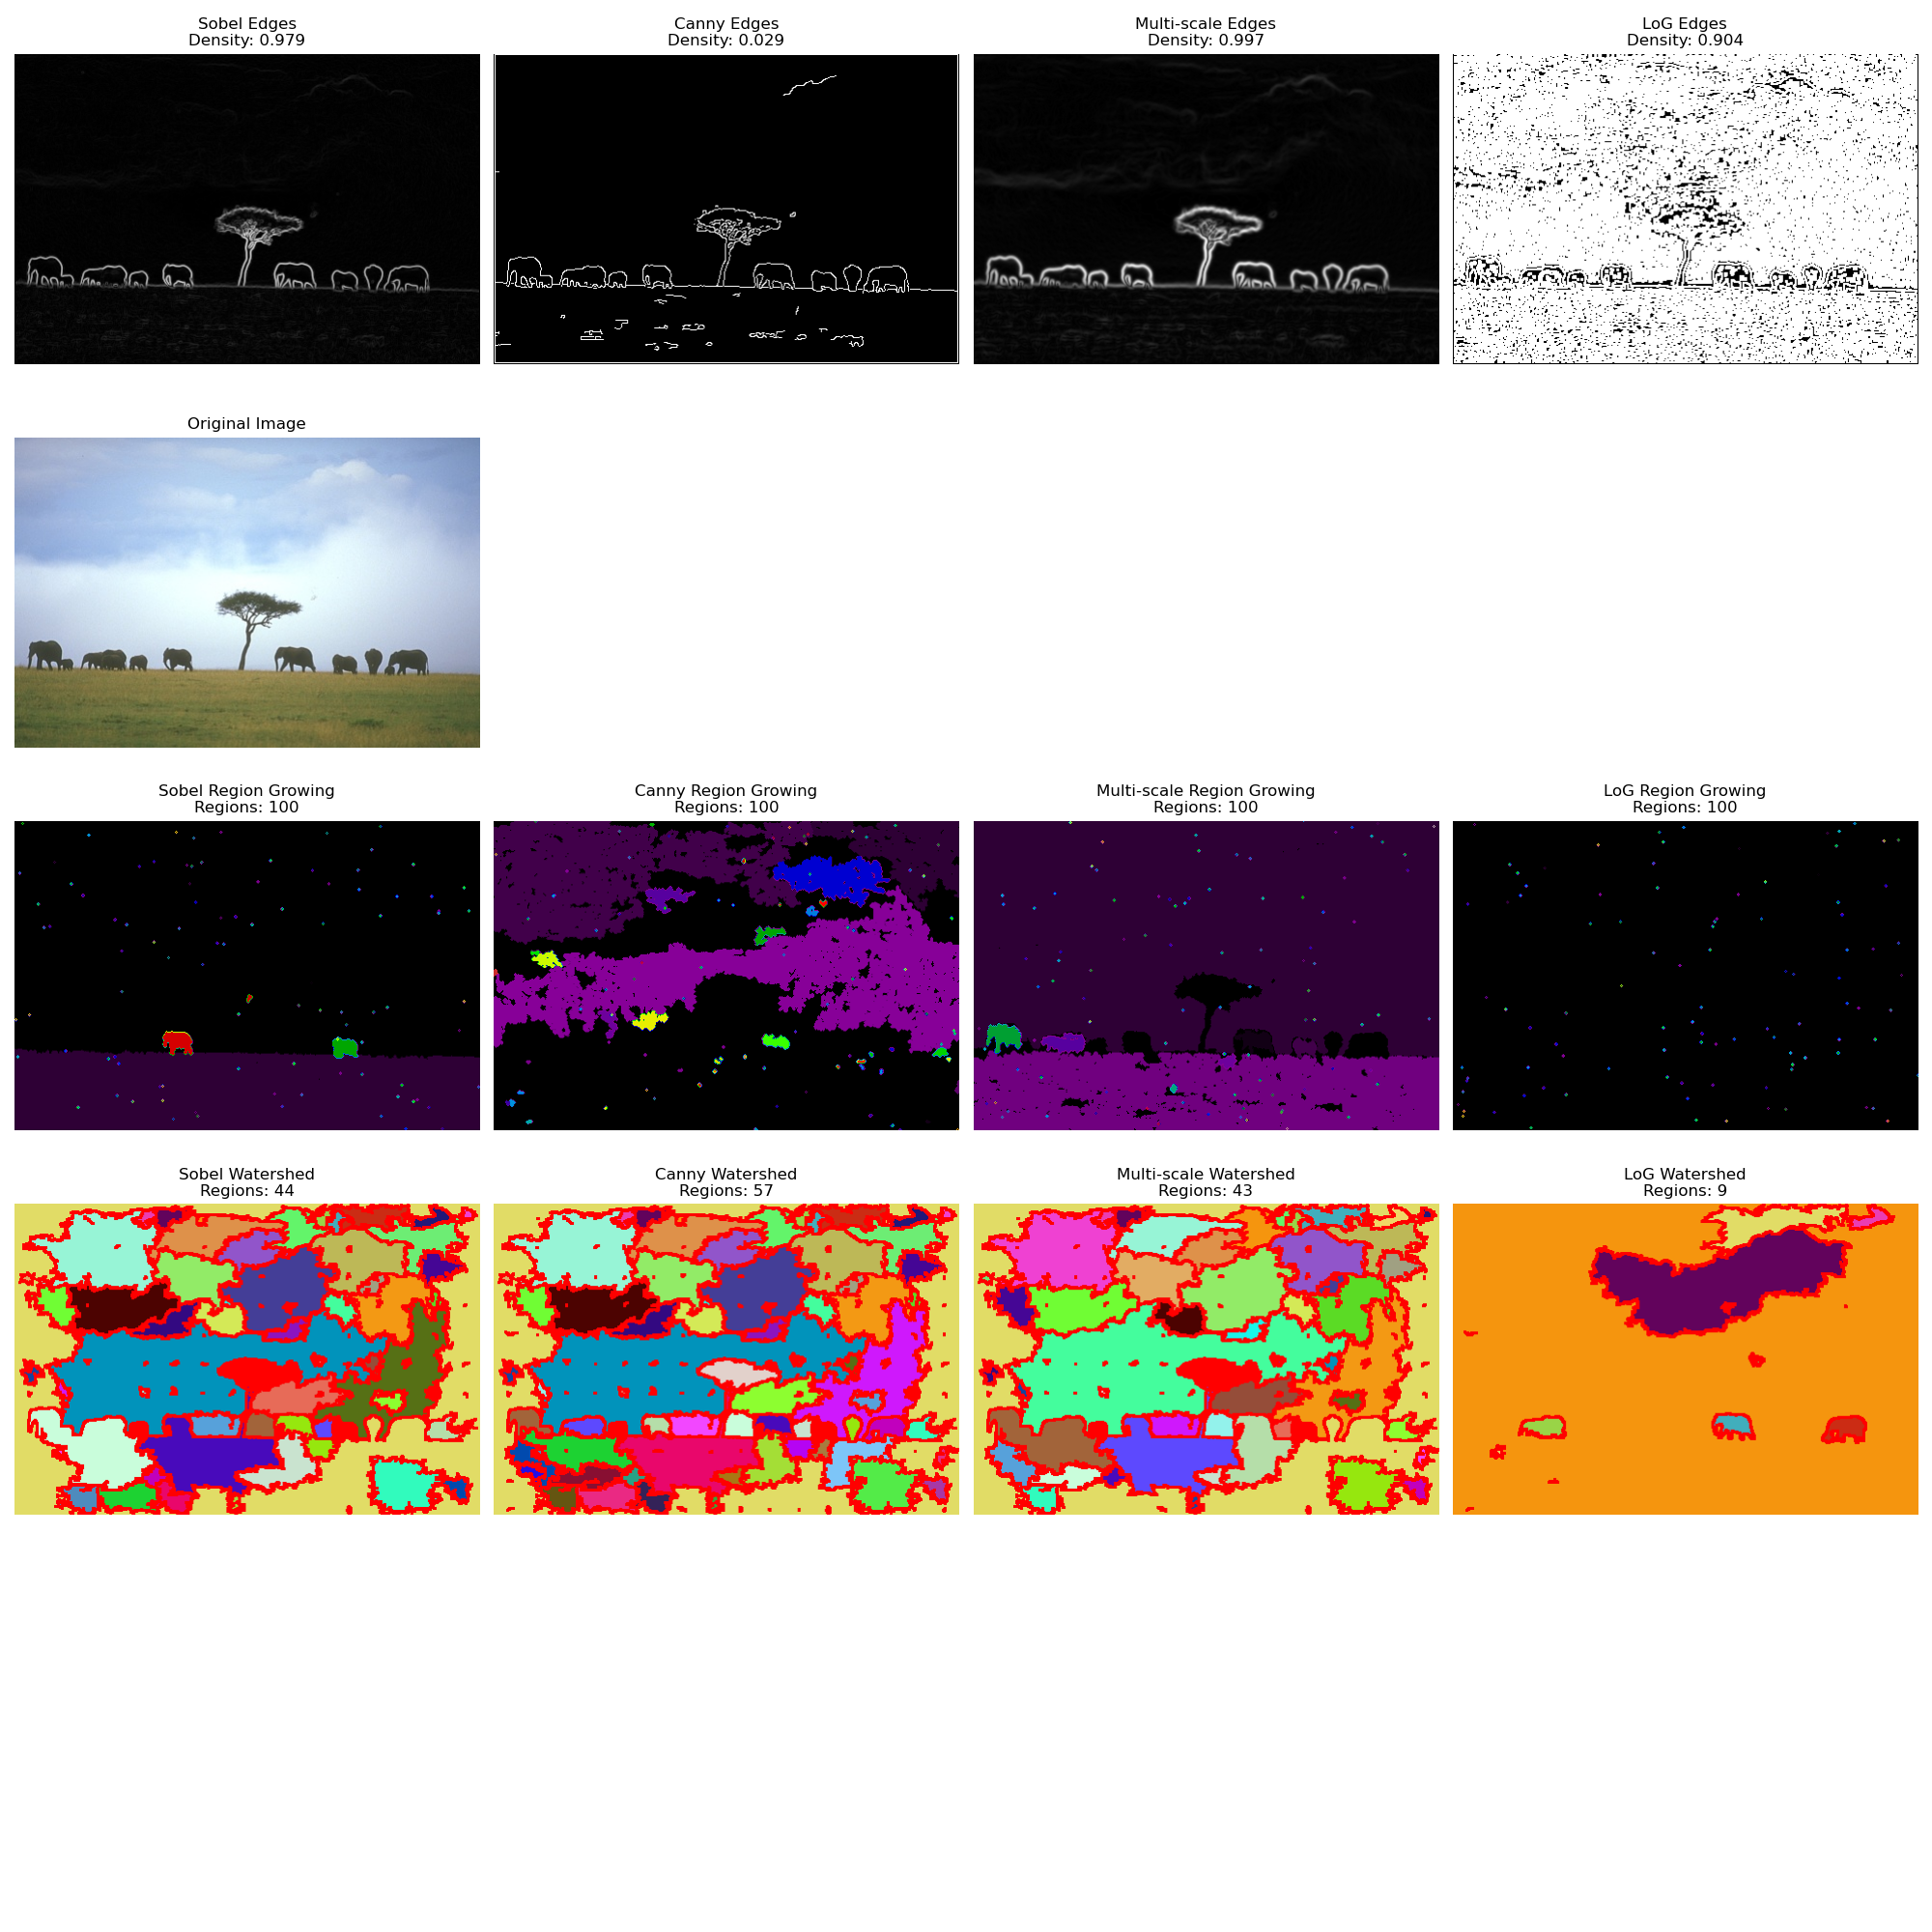 Sobel Edges
Density: 0.979
Canny Edges
Density: 0.029
Multi-scale Edges
Density: 0.997
LoG Edges
Density: 0.904
Original Image
Sobel Region Growing
Regions: 100
Canny Region Growing
Regions: 100
Multi-scale Region Growing
Regions: 100
LoG Region Growing
Regions: 100
Sobel Watershed
Regions: 44
Canny Watershed
Regions: 57
Multi-scale Watershed
Regions: 43
LoG Watershed
Regions: 9